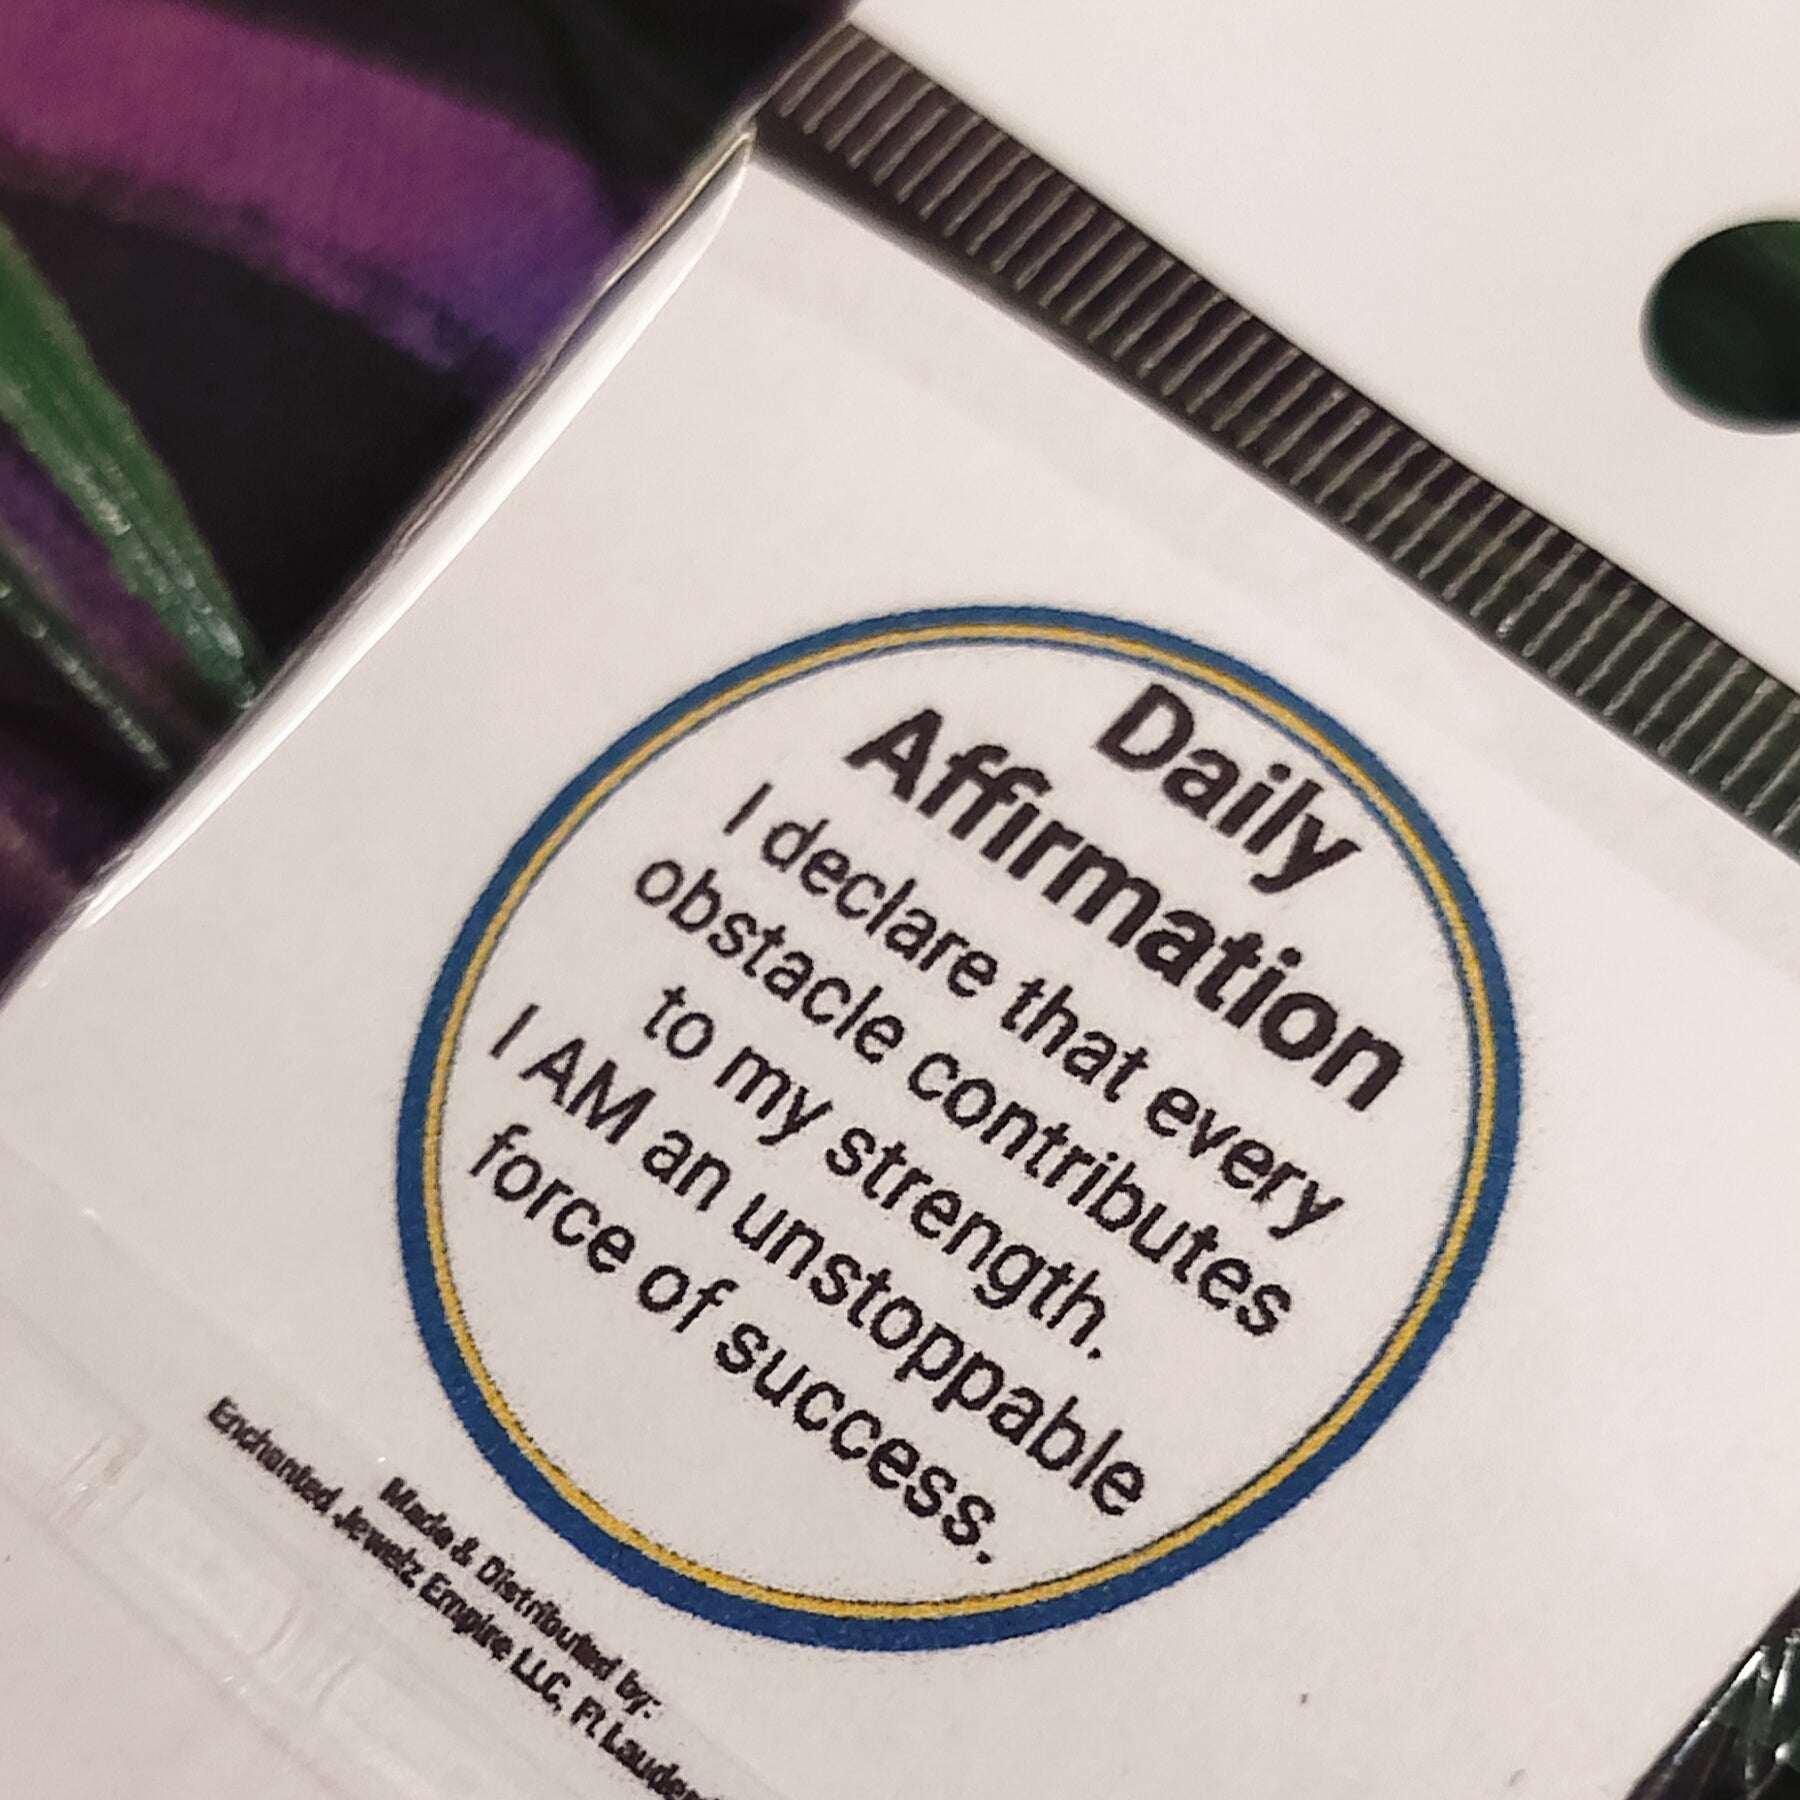 Daily
Affirmation
I declare that every
obstacle contributes
to my strength.
I AM an unstoppable
force of success.
Made & Distributed by:
Enchanted Jewelz Empire LLC, Ft Lauder